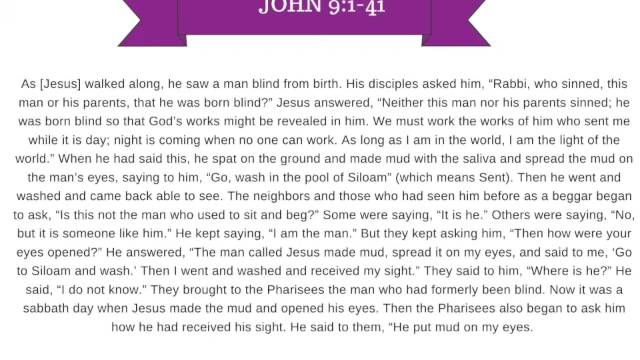 JOHN 9:1-41
As [Jesus] walked along, he saw a man blind from birth. His disciples asked him, “Rabbi, who sinned, this
man or his parents, that he was born blind?” Jesus answered, “Neither this man nor his parents sinned; he
was born blind so that God’s works might be revealed in him. We must work the works of him who sent me
while it is day; night is coming when no one can work. As long as I am in the world, I am the light of the
world.” When he had said this, he spat on the ground and made mud with the saliva and spread the mud on
the man’s eyes, saying to him, “Go, wash in the pool of Siloam” (which means Sent). Then he went and
washed and came back able to see. The neighbors and those who had seen him before as a beggar began
to ask, “Is this not the man who used to sit and beg?” Some were saying, “It is he.” Others were saying, “No,
but it is someone like him.” He kept saying, “I am the man.” But they kept asking him, “Then how were your
eyes opened?” He answered, “The man called Jesus made mud, spread it on my eyes, and said to me, ‘Go
to Siloam and wash.’ Then I went and washed and received my sight.” They said to him, “Where is he?” He
said, “I do not know.” They brought to the Pharisees the man who had formerly been blind. Now it was a
sabbath day when Jesus made the mud and opened his eyes. Then the Pharisees also began to ask him
how he had received his sight. He said to them, “He put mud on my eyes.